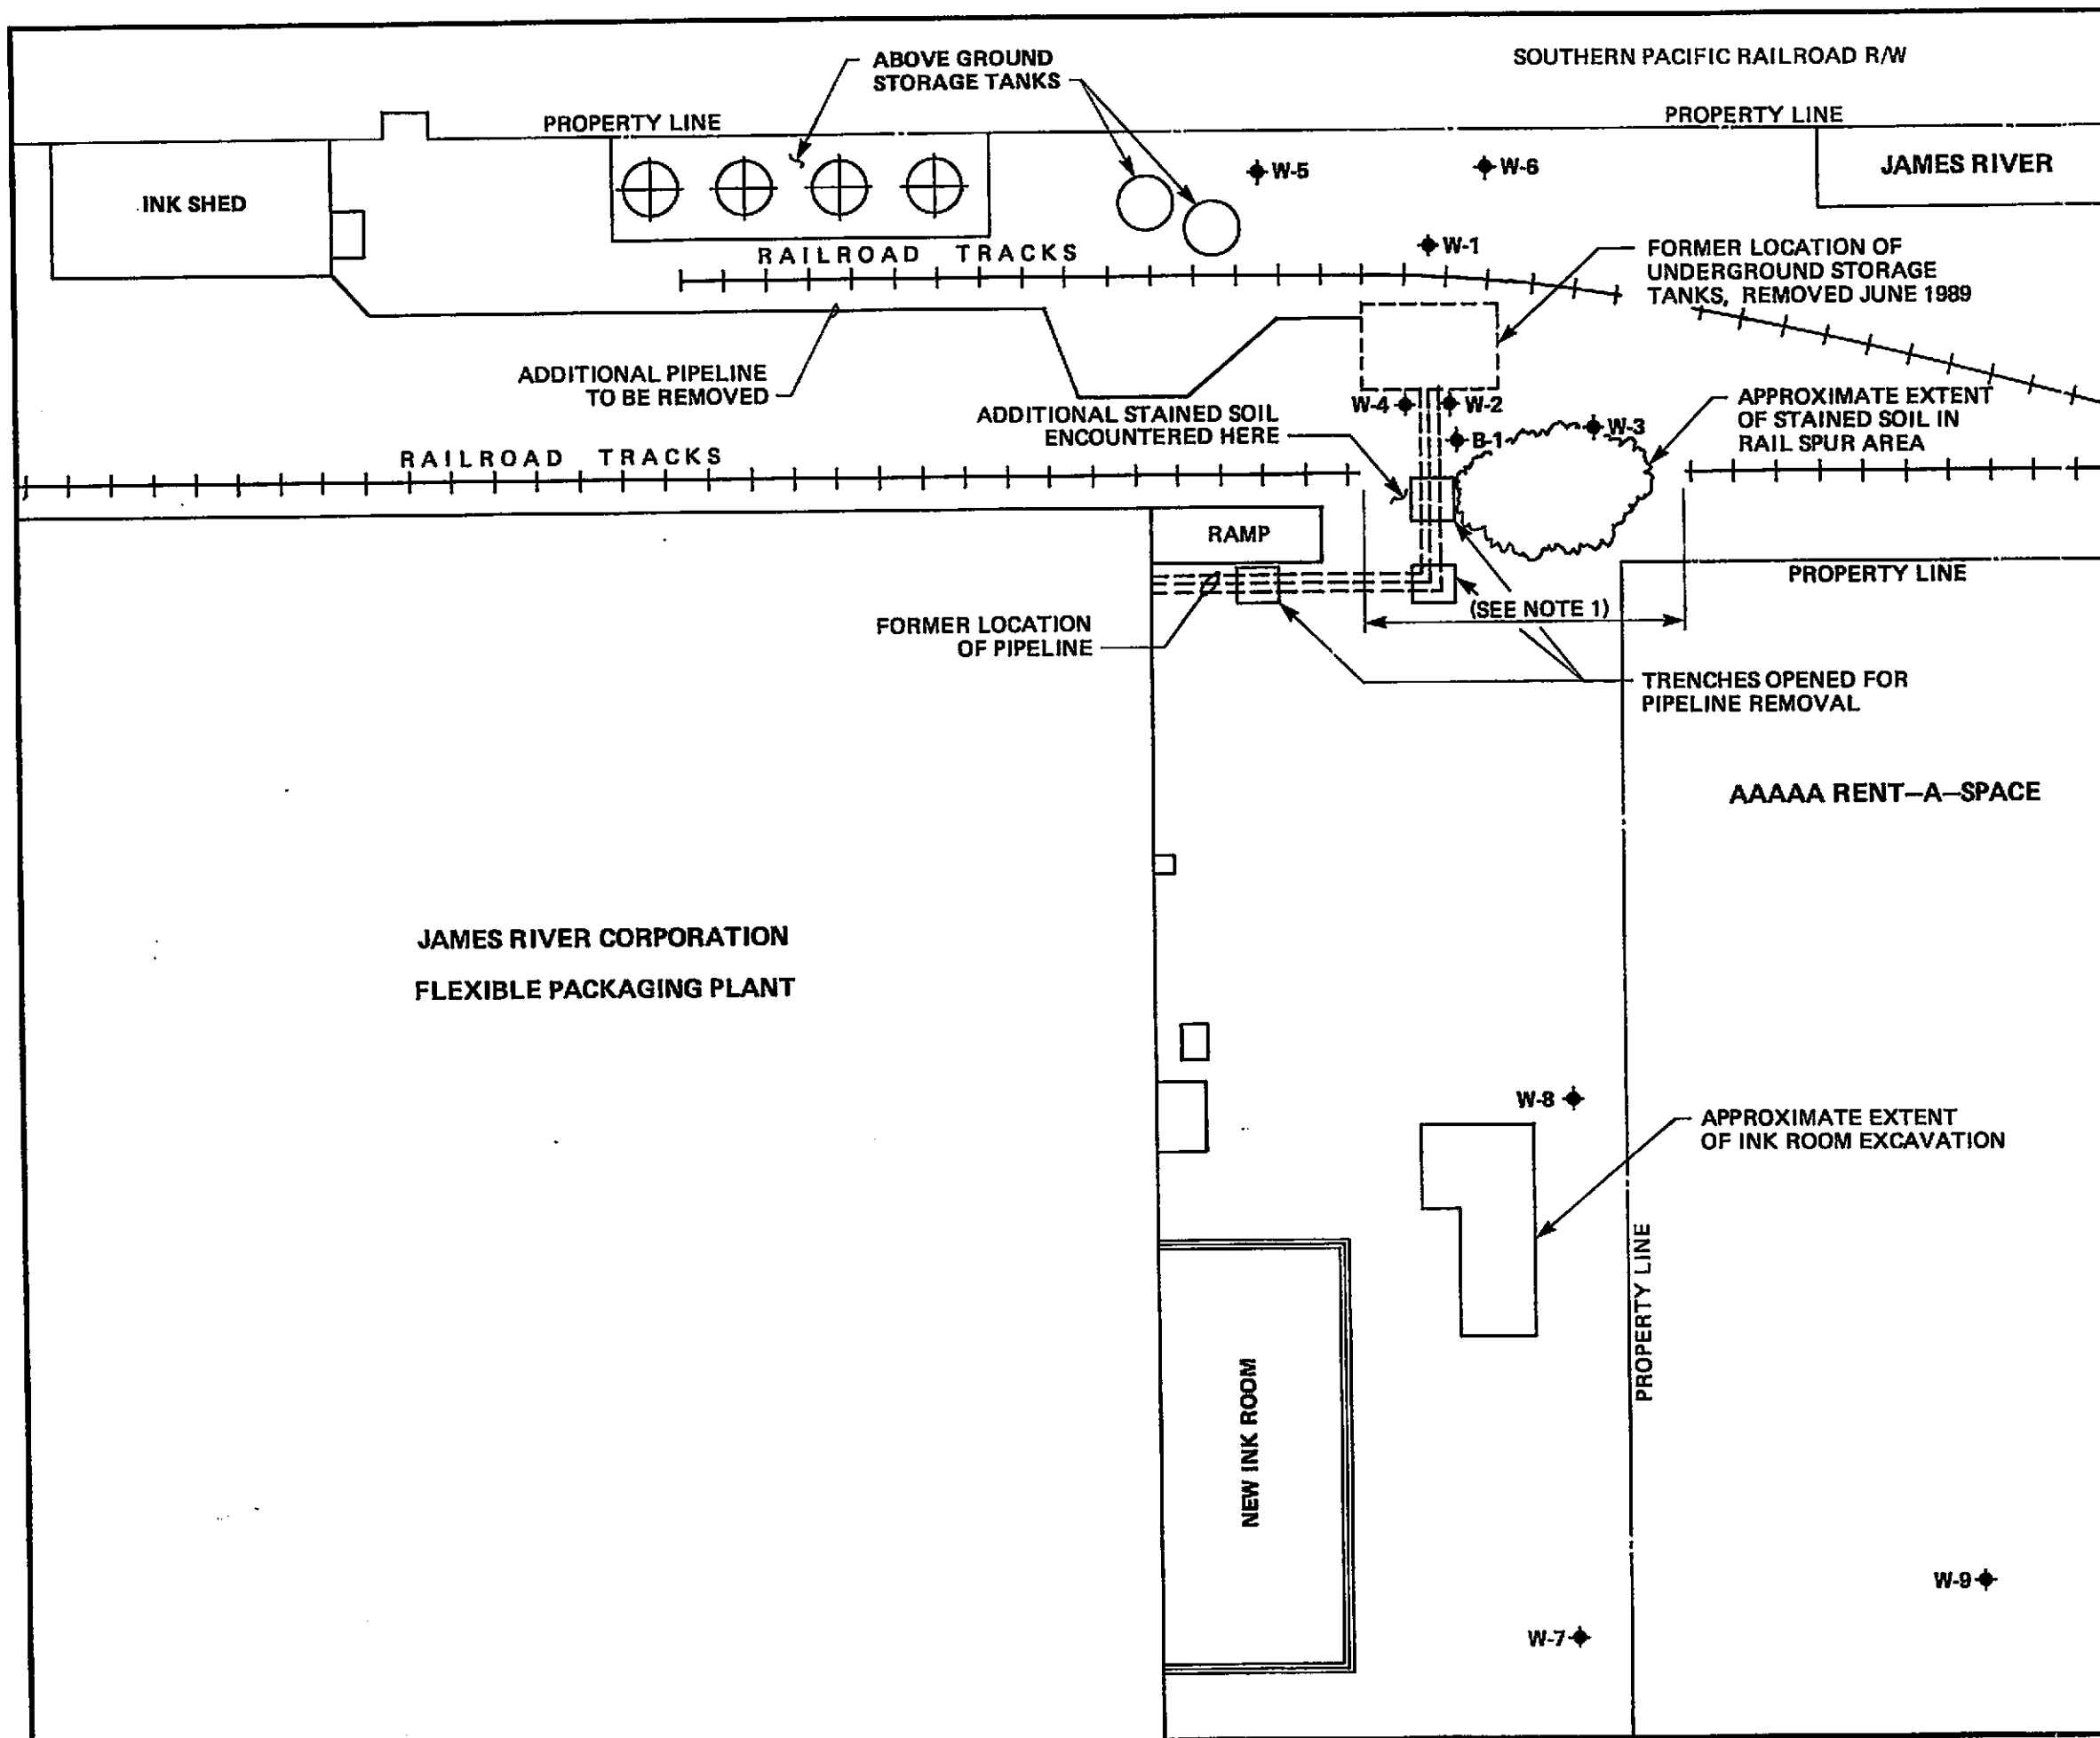 ABOVE GROUND
STORAGE TANKS
SOUTHERN PACIFIC RAILROAD R/W
PROPERTY LINE
PROPERTY LINE
INK SHED
W-5
W-6
JAMES RIVER
RAILROAD TRACKS
W-1
FORMER LOCATION OF
UNDERGROUND STORAGE
TANKS, REMOVED JUNE 1989
ADDITIONAL PIPELINE
TO BE REMOVED
W-4
W-2
ADDITIONAL STAINED SOIL
ENCOUNTERED HERE
B-1
W-3
APPROXIMATE EXTENT
OF STAINED SOIL IN
RAIL SPUR AREA
RAILROAD TRACKS
RAMP
PROPERTY LINE
(SEE NOTE 1)
FORMER LOCATION
OF PIPELINE
TRENCHES OPENED FOR
PIPELINE REMOVAL
AAAAA RENT-A-SPACE
JAMES RIVER CORPORATION
FLEXIBLE PACKAGING PLANT
W-8
APPROXIMATE EXTENT
OF INK ROOM EXCAVATION
PROPERTY LINE
NEW INK ROOM
W-9
W-7